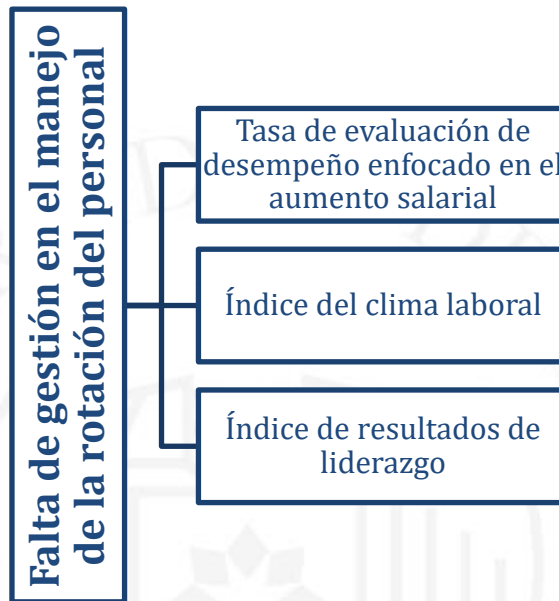 Falta de gestión en el manejo
de la rotación del personal
Tasa de evaluación de
desempeño enfocado en el
aumento salarial
Índice del clima laboral
Índice de resultados de
liderazgo